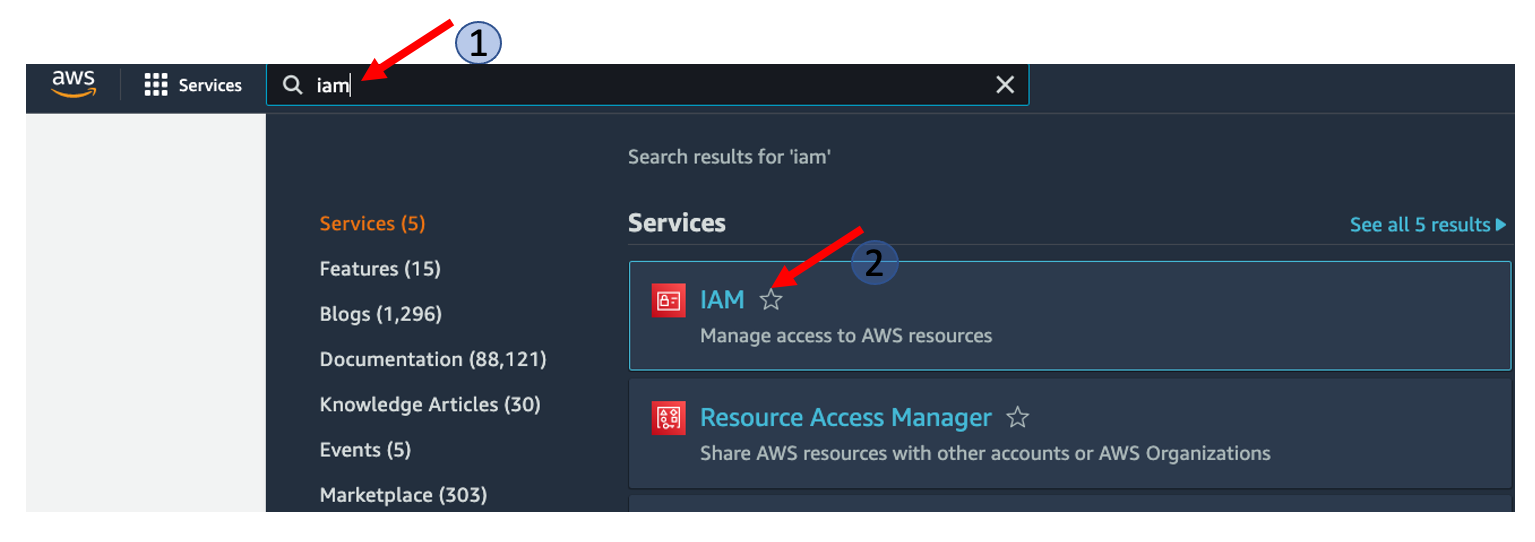 1
aws
Services
iam
Search results for 'iam'
Services (5)
Features (15)
Blogs (1,296)
Documentation (88,121)
Knowledge Articles (30)
Events (5)
Marketplace (303)
Services
See all 5 results
2
IAM
Manage access to AWS resources
Resource Access Manager
Share AWS resources with other accounts or AWS Organizations